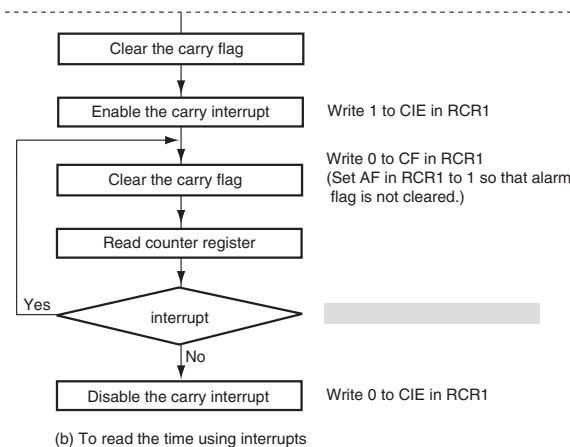 Clear the carry flag
Enable the carry interrupt
Write 1 to CIE in RCR1
Clear the carry flag
Write 0 to CF in RCR1
(Set AF in RCR1 to 1 so that alarm
flag is not cleared.)
Read counter register
Yes
interrupt
No
Disable the carry interrupt
Write 0 to CIE in RCR1
(b) To read the time using interrupts